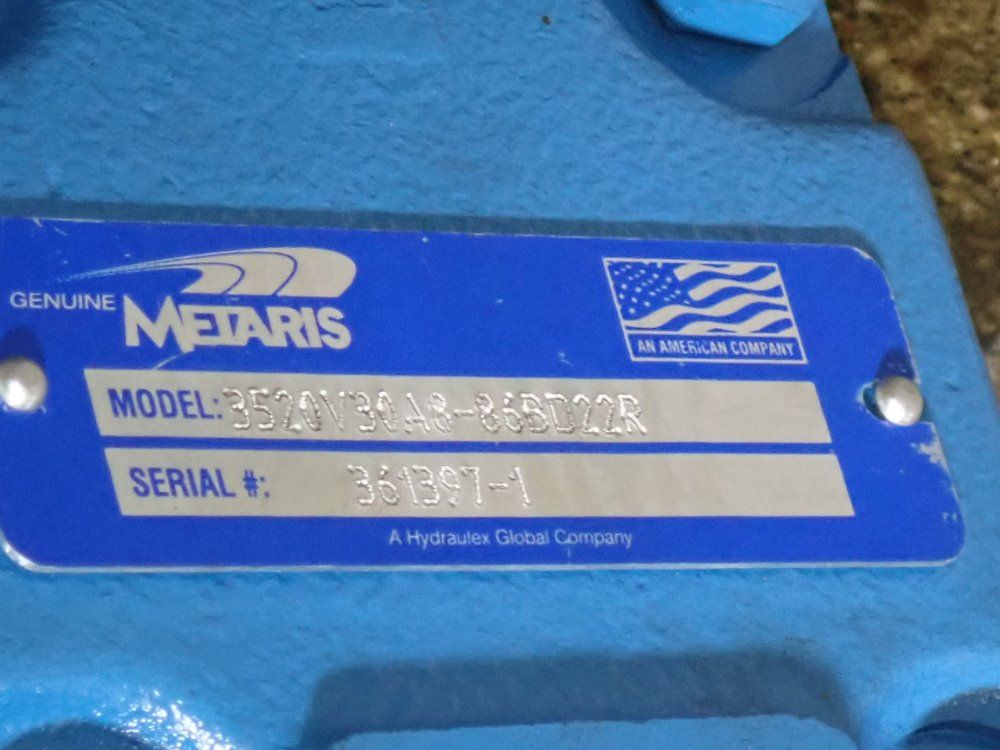 GENUINE METARIS
AN AMERICAN COMPANY
MODEL: 3520V30A8-86BD22R
SERIAL #: 361397-1
A Hydraulex Global Company